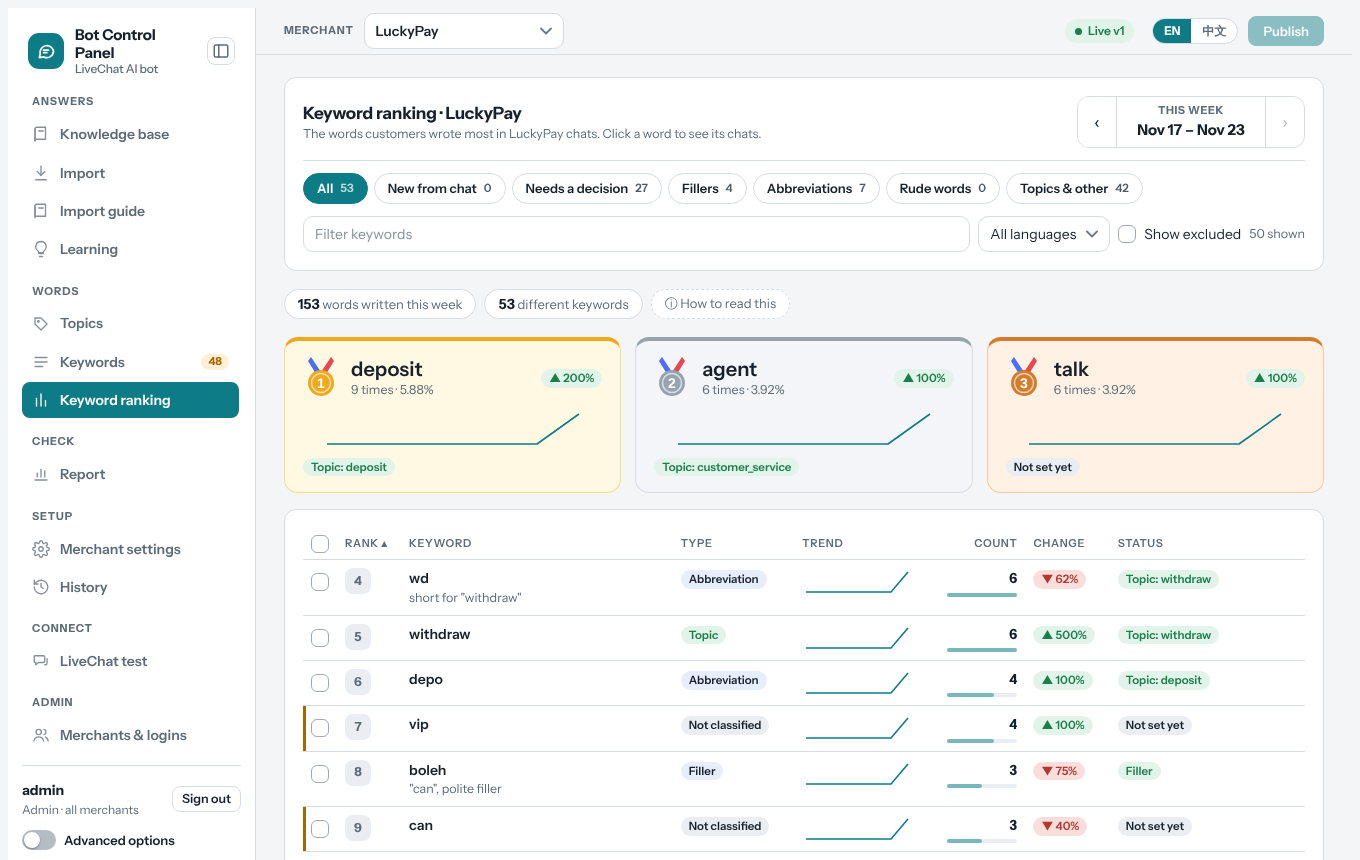 Bot Control
Panel
LiveChat AI bot
ANSWERS
Knowledge base
Import
Import guide
Learning
WORDS
Topics
Keywords 48
Keyword ranking
CHECK
Report
SETUP
Merchant settings
History
CONNECT
LiveChat test
ADMIN
Merchants & logins
admin
Admin · all merchants
Sign out
Advanced options
MERCHANT LuckyPay
Live v1 EN 中文 Publish
Keyword ranking · LuckyPay
The words customers wrote most in LuckyPay chats. Click a word to see its chats.
‹ THIS WEEK ›
Nov 17 – Nov 23
All 53 New from chat 0 Needs a decision 27 Fillers 4 Abbreviations 7 Rude words 0 Topics & other 42
Filter keywords All languages Show excluded 50 shown
153 words written this week 53 different keywords ⓘ How to read this
1 deposit
9 times · 5.88% ▲ 200%
Topic: deposit
2 agent
6 times · 3.92% ▲ 100%
Topic: customer_service
3 talk
6 times · 3.92% ▲ 100%
Not set yet
RANK ▲ KEYWORD TYPE TREND COUNT CHANGE STATUS
4 wd Abbreviation 6 ▼ 62% Topic: withdraw
short for "withdraw"
5 withdraw Topic 6 ▲ 500% Topic: withdraw
6 depo Abbreviation 4 ▲ 100% Topic: deposit
7 vip Not classified 4 ▲ 100% Not set yet
8 boleh Filler 3 ▼ 75% Filler
"can", polite filler
9 can Not classified 3 ▼ 40% Not set yet